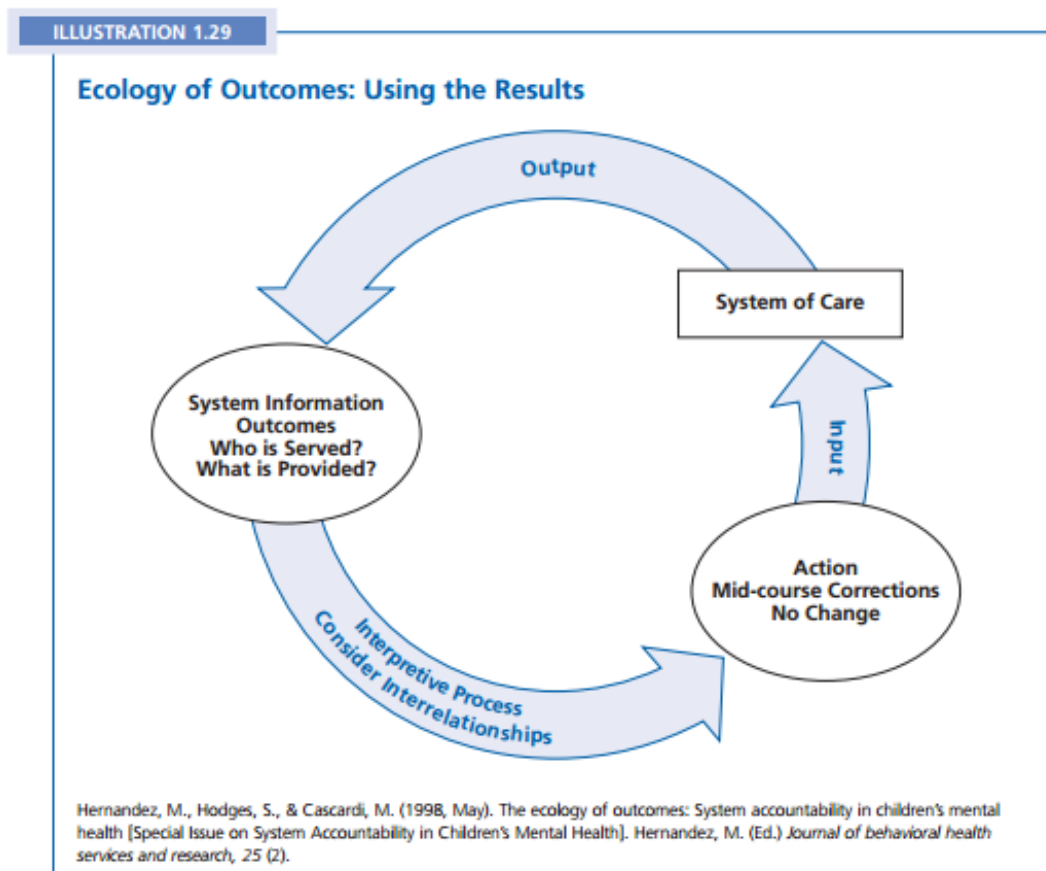 ILLUSTRATION 1.29
Ecology of Outcomes: Using the Results
Output
System of Care
System Information
Outcomes
Who is Served?
What is Provided?
Input
Action
Mid-course Corrections
No Change
Interpretive Process
Consider Interrelationships
Hernandez, M., Hodges, S., & Cascardi, M. (1998, May). The ecology of outcomes: System accountability in children's mental
health [Special Issue on System Accountability in Children's Mental Health]. Hernandez, M. (Ed.) Journal of behavioral health
services and research, 25 (2).